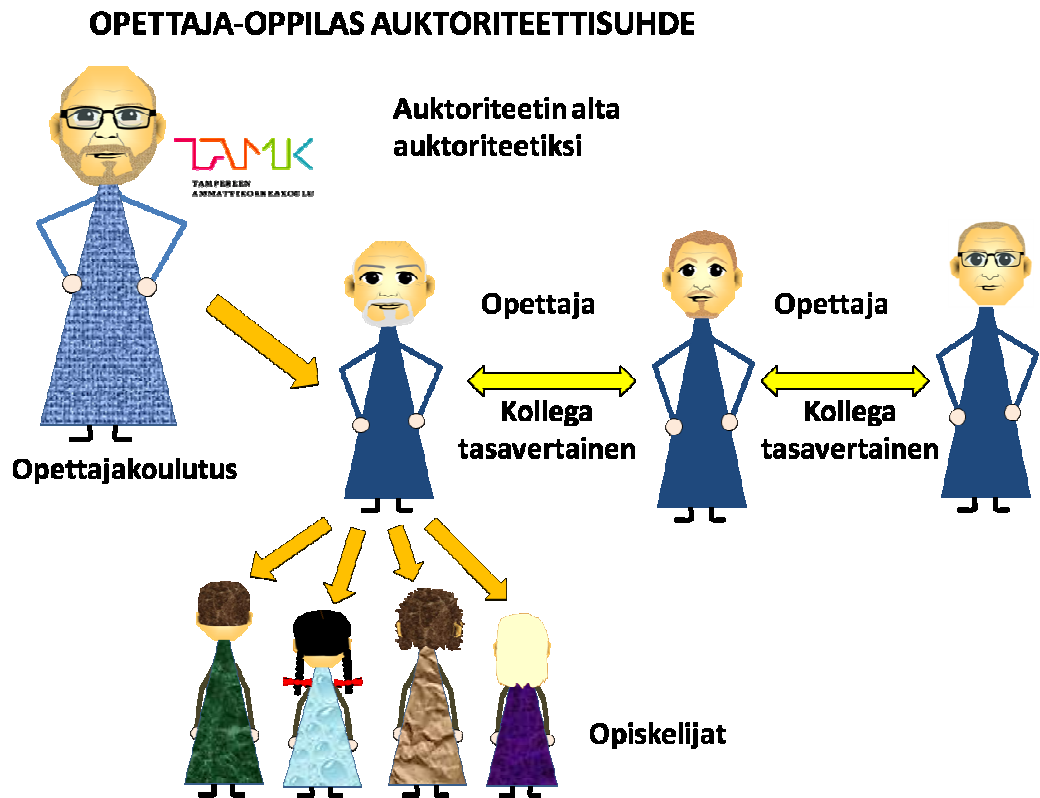 OPETTAJA-OPPILAS AUKTORITEETTISUHDE
Auktoriteetin alta
auktoriteetiksi
TAMK
TAMPEREEN
AMMATTIKORKEAKOULU
Opettaja
Opettaja
Kollega
tasavertainen
Kollega
tasavertainen
Opettajakoulutus
Opiskelijat